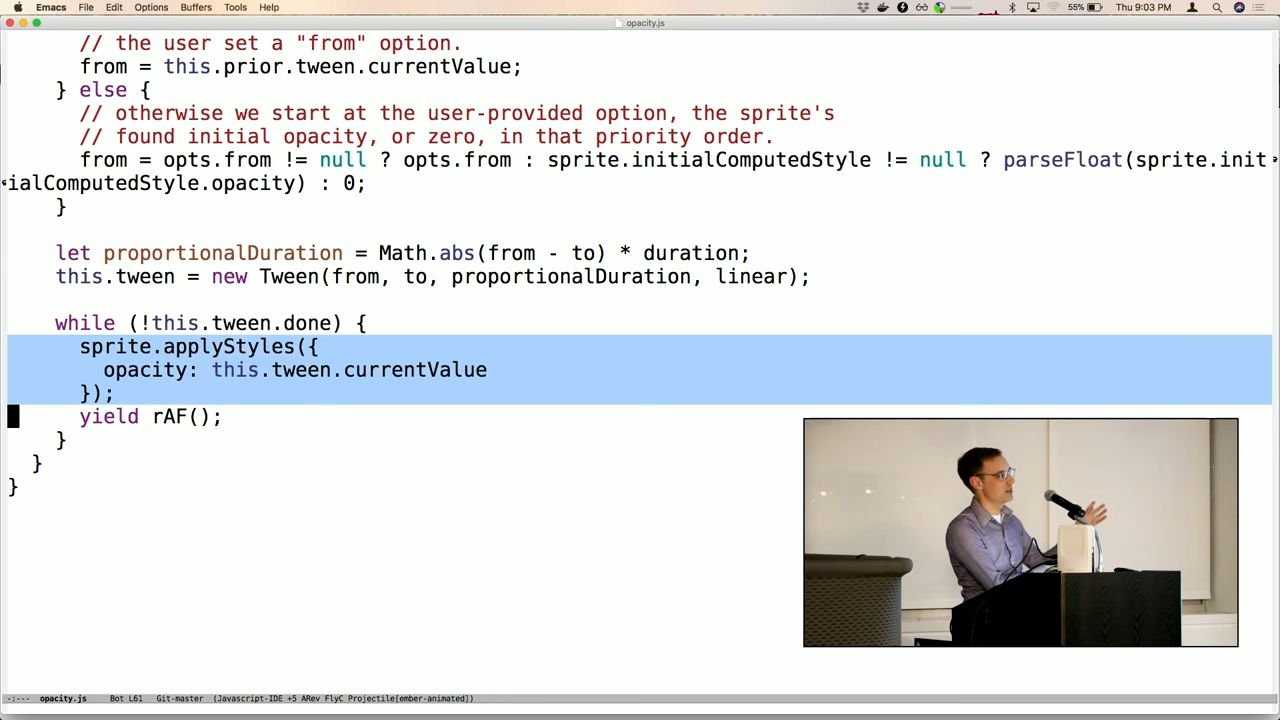 Emacs File Edit Options Buffers Tools Help 55% Thu 9:03 PM
opacity.js
// the user set a "from" option.
from = this.prior.tween.currentValue;
} else {
// otherwise we start at the user-provided option, the sprite's
// found initial opacity, or zero, in that priority order.
from = opts.from != null ? opts.from : sprite.initialComputedStyle != null ? parseFloat(sprite.init
ialComputedStyle.opacity) : 0;
}
let proportionalDuration = Math.abs(from - to) * duration;
this.tween = new Tween(from, to, proportionalDuration, linear);
while (!this.tween.done) {
sprite.applyStyles({
opacity: this.tween.currentValue
});
yield rAF();
}
}
}
-:--- opacity.js Bot L61 Git-master (Javascript-IDE +5 ARev FlyC Projectile[ember-animated])